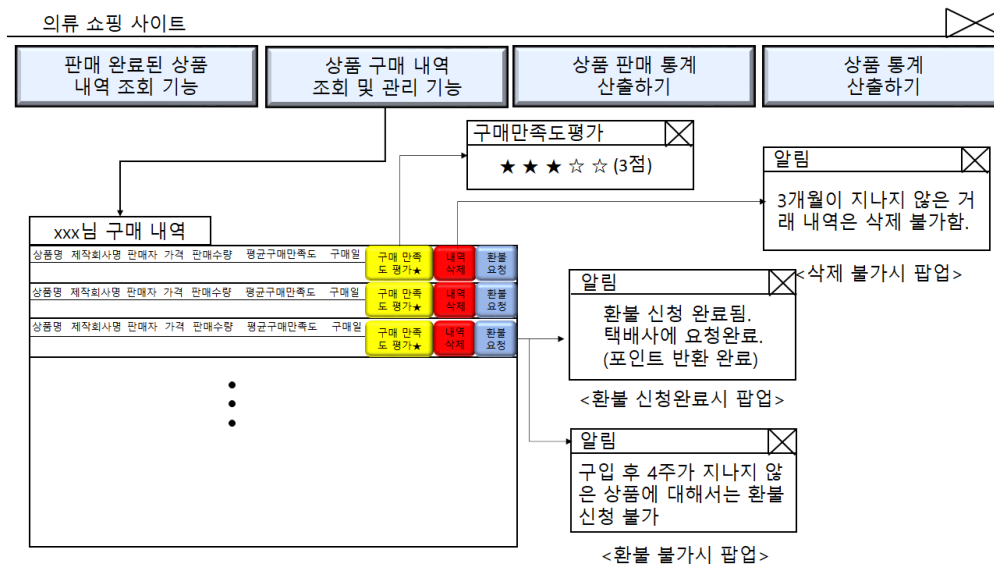 의류 쇼핑 사이트
판매 완료된 상품
내역 조회 기능
상품 구매 내역
조회 및 관리 기능
상품 판매 통계
산출하기
상품 통계
산출하기
구매만족도평가
★ ★ ★ ☆ ☆ (3점)
알림
3개월이 지나지 않은 거
래 내역은 삭제 불가함.
<삭제 불가시 팝업>
xxx님 구매 내역
상품명 제작회사명 판매자 가격 판매수량 평균구매만족도 구매일
구매 만족
도 평가★
내역
삭제
환불
요청
상품명 제작회사명 판매자 가격 판매수량 평균구매만족도 구매일
구매 만족
도 평가★
내역
삭제
환불
요청
상품명 제작회사명 판매자 가격 판매수량 평균구매만족도 구매일
구매 만족
도 평가★
내역
삭제
환불
요청
알림
환불 신청 완료됨.
택배사에 요청완료.
(포인트 반환 완료)
<환불 신청완료시 팝업>
알림
구입 후 4주가 지나지 않
은 상품에 대해서는 환불
신청 불가
<환불 불가시 팝업>